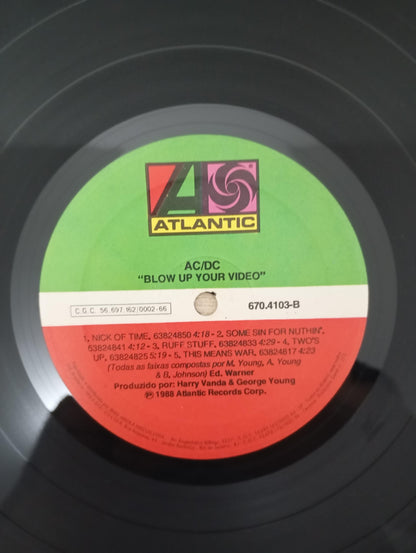 ATLANTIC
AC/DC
"BLOW UP YOUR VIDEO"
C.G.C. 56.697.162/0002-66
670.4103-B
1. NICK OF TIME. 63824850 4:18 - 2. SOME SIN FOR NUTHIN'.
63824841 4:12 - 3. RUFF STUFF. 63824833 4:29 - 4. TWO'S
UP. 63824825 5:19 - 5. THIS MEANS WAR. 63824817 4:23
(Todas as faixas compostas por M. Young, A. Young
& B. Johnson) Ed. Warner
Produzido por: Harry Vanda & George Young
℗ 1988 Atlantic Records Corp.